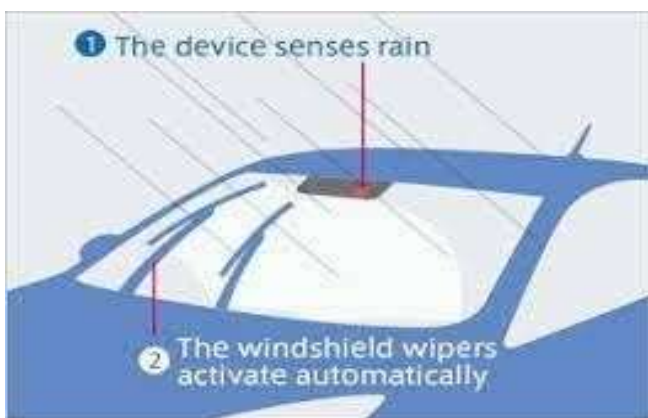 1 The device senses rain
2 The windshield wipers
activate automatically